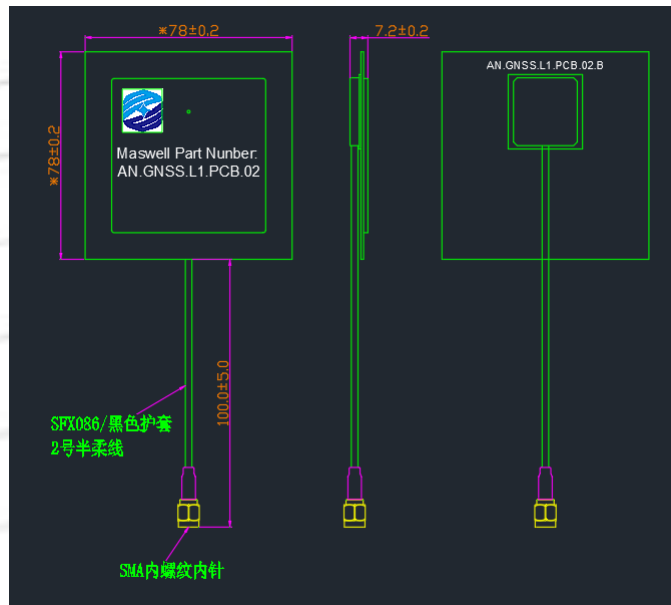 *78±0.2
7.2±0.2
AN.GNSS.L1.PCB.02.B
*78±0.2
Maswell Part Nunber:
AN.GNSS.L1.PCB.02
100.0±5.0
SFX086/黑色护套
2号半柔线
SMA内螺纹内针